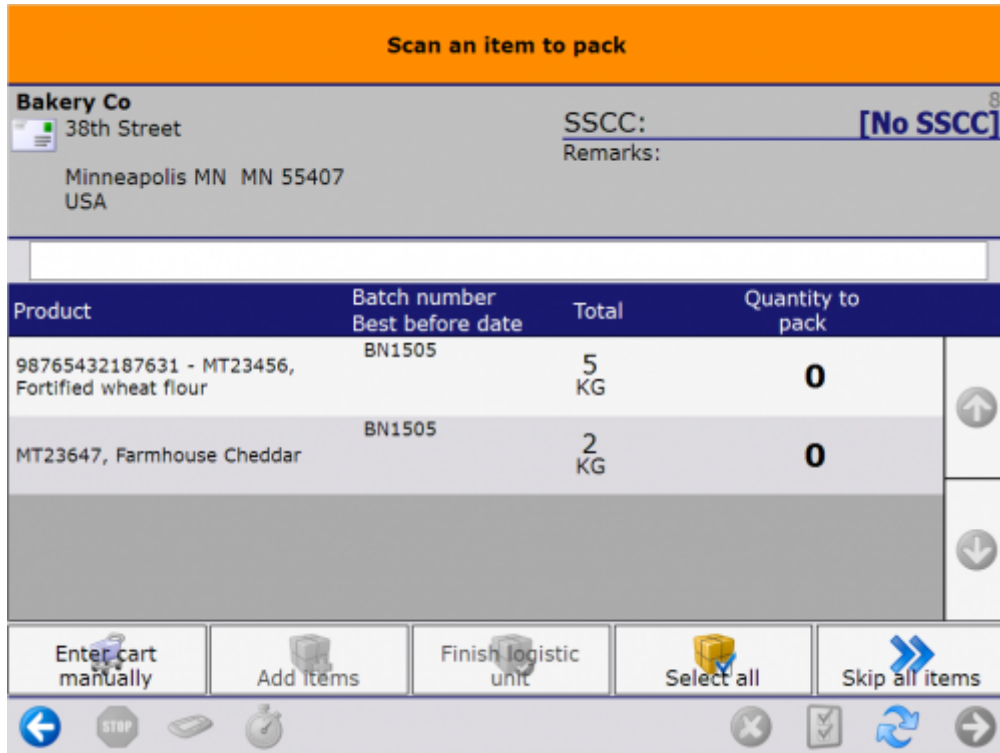 Scan an item to pack
Bakery Co
8
38th Street
SSCC: [No SSCC]
Remarks:
Minneapolis MN  MN 55407
USA
Product
Batch number
Best before date
Total
Quantity to
pack
98765432187631 - MT23456,
Fortified wheat flour
BN1505
5
KG
0
MT23647, Farmhouse Cheddar
BN1505
2
KG
0
Enter cart
manually
Add items
Finish logistic
unit
Select all
Skip all items
STOP